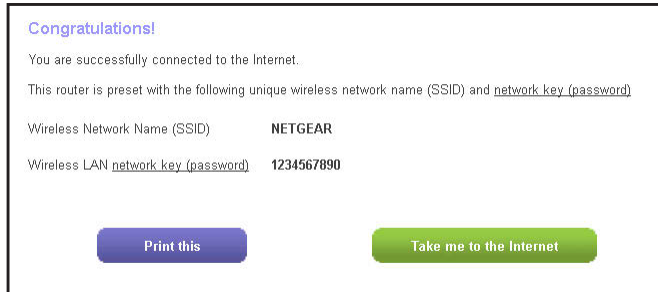 Congratulations!
You are successfully connected to the Internet.
This router is preset with the following unique wireless network name (SSID) and network key (password)
Wireless Network Name (SSID) NETGEAR
Wireless LAN network key (password) 1234567890
Print this Take me to the Internet